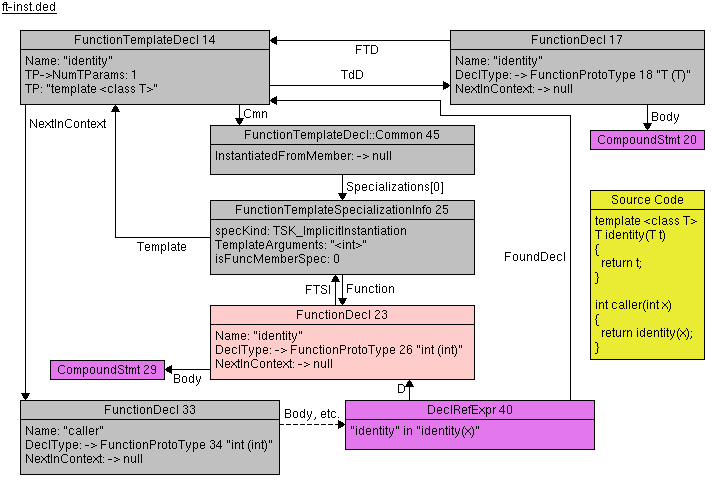 ft-inst.ded
FunctionTemplateDecl 14
Name: "identity"
TP->NumTParams: 1
TP: "template <class T>"
FTD
TdD
FunctionDecl 17
Name: "identity"
DeclType: -> FunctionProtoType 18 "T (T)"
NextInContext: -> null
Body
CompoundStmt 20
NextInContext
Cmn
FunctionTemplateDecl::Common 45
InstantiatedFromMember: -> null
Specializations[0]
FunctionTemplateSpecializationInfo 25
specKind: TSK_ImplicitInstantiation
TemplateArguments: "<int>"
isFuncMemberSpec: 0
Template
FoundDecl
Source Code
template <class T>
T identity(T t)
{
return t;
}
int caller(int x)
{
return identity(x);
}
FTSI
Function
FunctionDecl 23
Name: "identity"
DeclType: -> FunctionProtoType 26 "int (int)"
NextInContext: -> null
CompoundStmt 29
Body
D
FunctionDecl 33
Name: "caller"
DeclType: -> FunctionProtoType 34 "int (int)"
NextInContext: -> null
Body, etc.
DeclRefExpr 40
"identity" in "identity(x)"